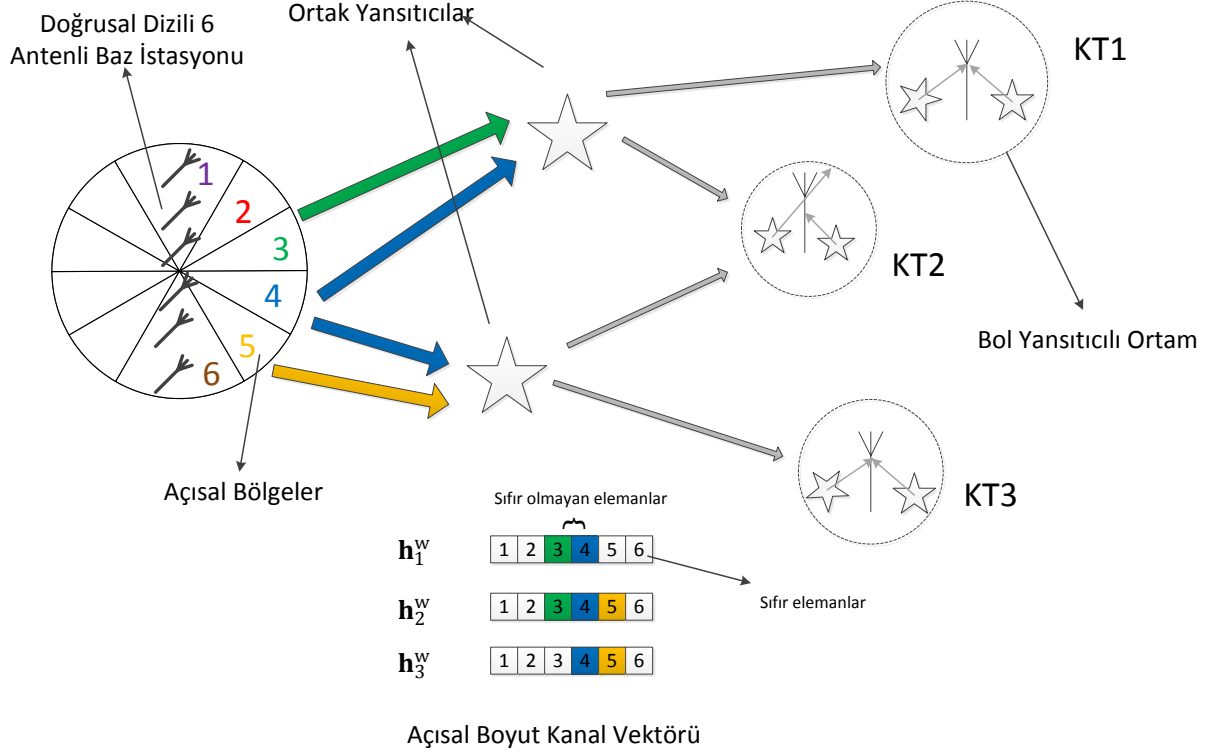 Doğrusal Dizili 6
Antenli Baz İstasyonu
Ortak Yansıtıcılar
KT1
1
2
3
4
5
6
KT2
Bol Yansıtıcılı Ortam
Açısal Bölgeler
KT3
Sıfır olmayan elemanlar
h₁ʷ 1 2 3 4 5 6
Sıfır elemanlar
h₂ʷ 1 2 3 4 5 6
h₃ʷ 1 2 3 4 5 6
Açısal Boyut Kanal Vektörü